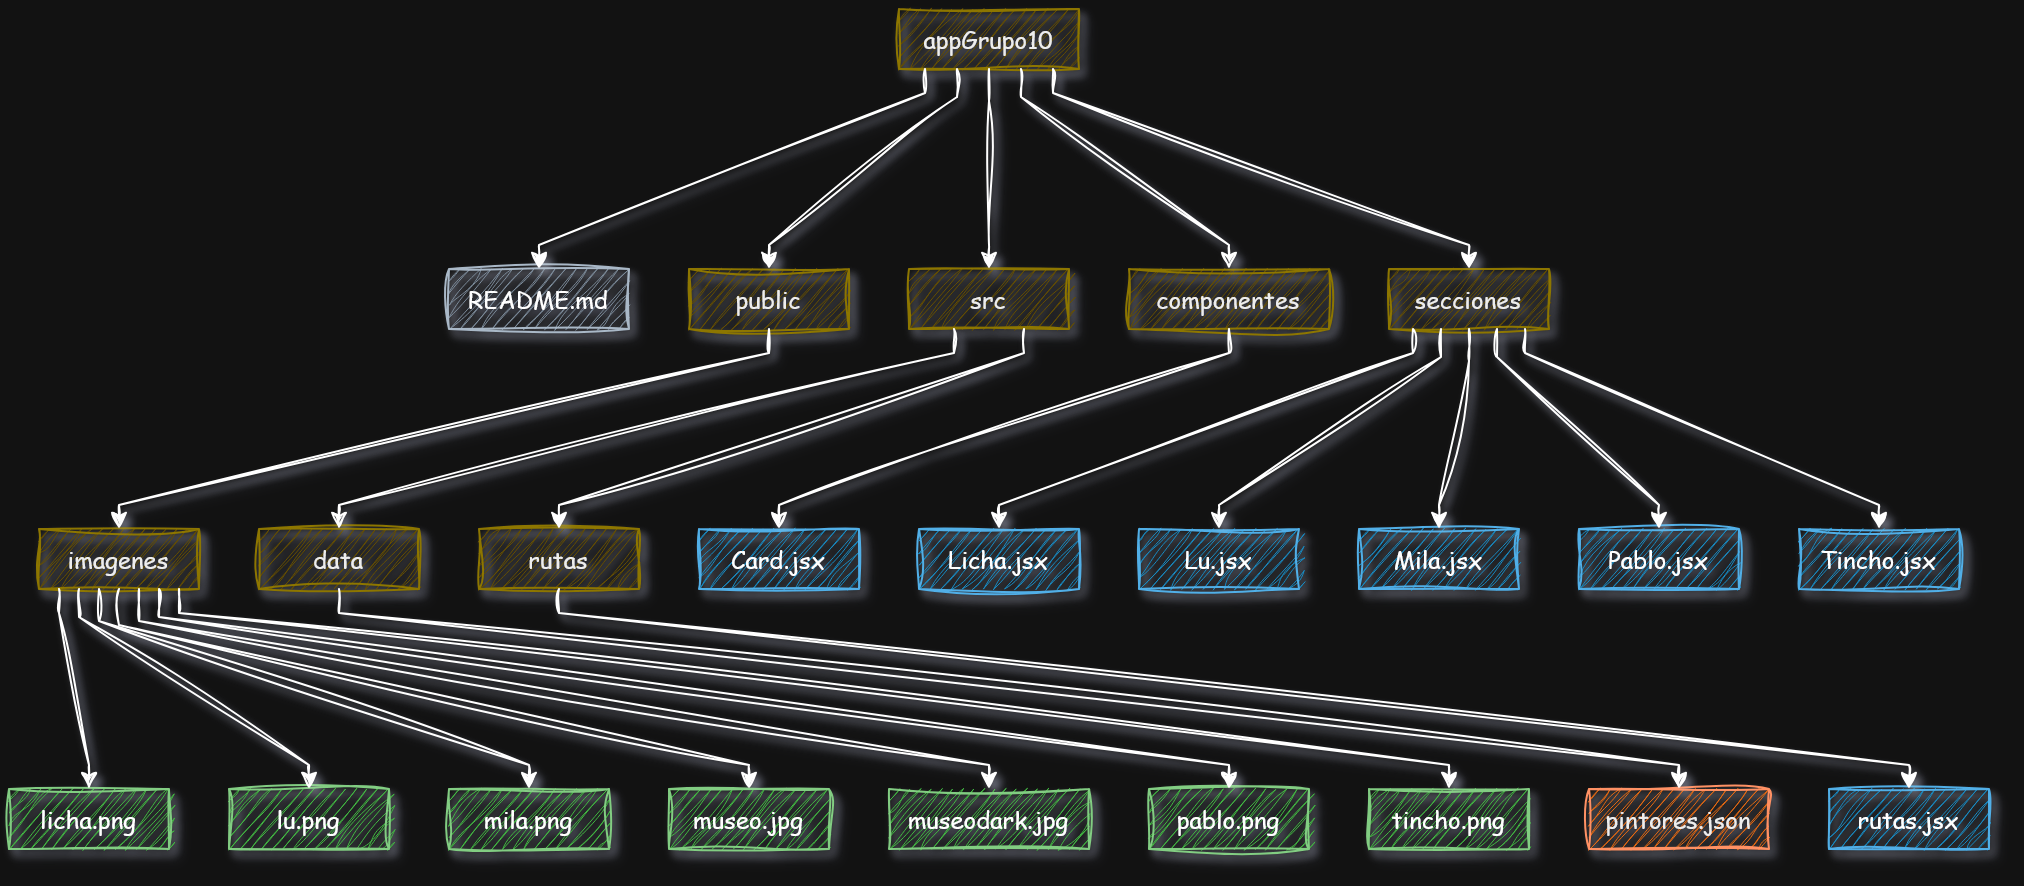 appGrupo10
README.md
public
src
componentes
secciones
imagenes
data
rutas
Card.jsx
Licha.jsx
Lu.jsx
Mila.jsx
Pablo.jsx
Tincho.jsx
licha.png
lu.png
mila.png
museo.jpg
museodark.jpg
pablo.png
tincho.png
pintores.json
rutas.jsx